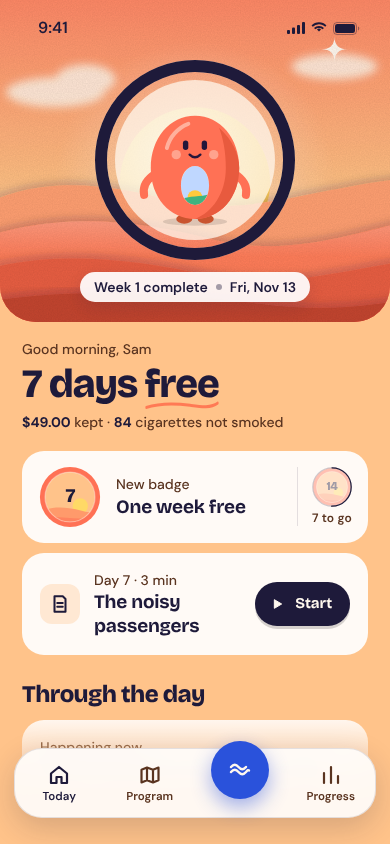 9:41
Week 1 complete • Fri, Nov 13
Good morning, Sam
7 days free
$49.00 kept · 84 cigarettes not smoked
7
New badge
One week free
14
7 to go
Day 7 · 3 min
The noisy
passengers
Start
Through the day
Happening now
Today
Program
Progress